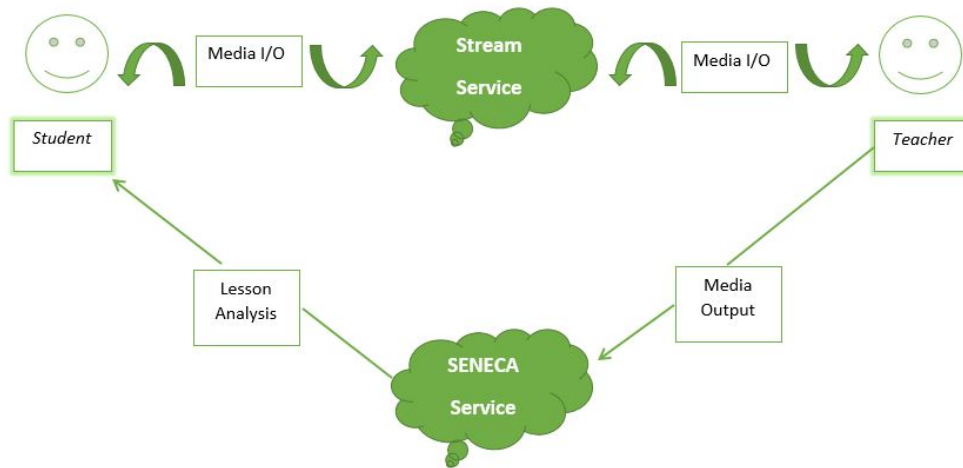 Media I/O
Stream
Service
Media I/O
Student
Teacher
Lesson
Analysis
Media
Output
SENECA
Service